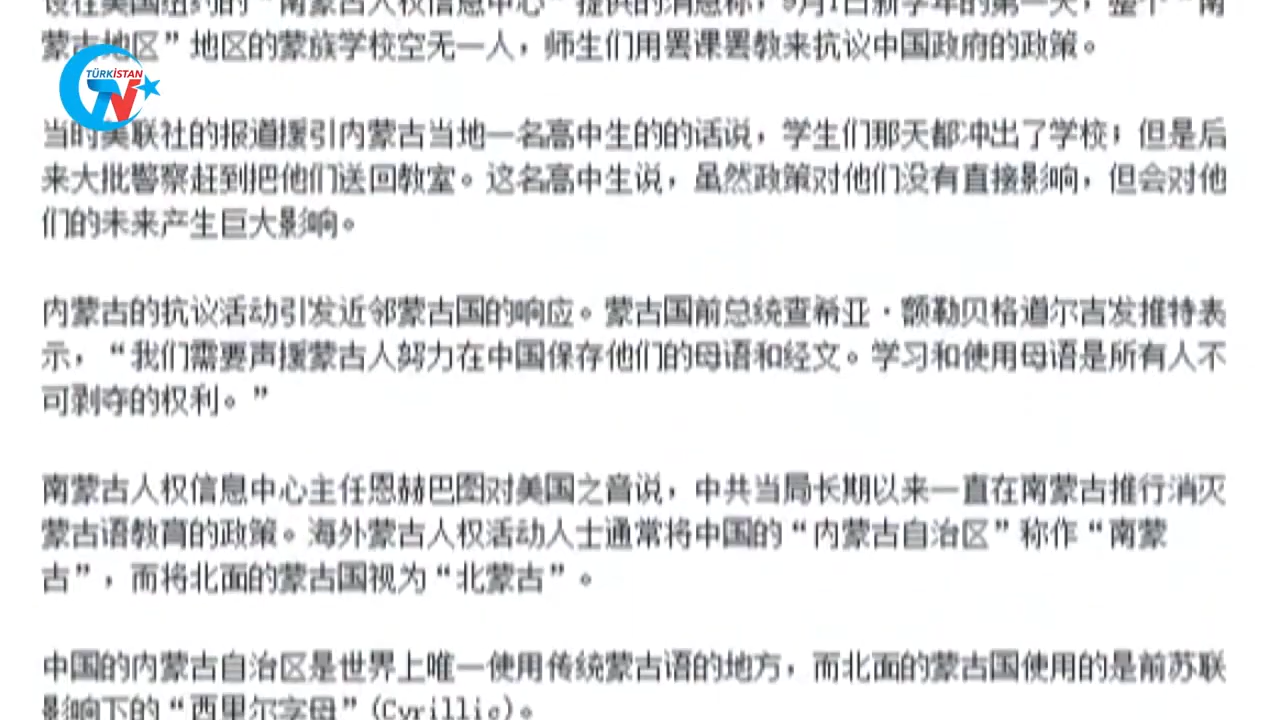 设在美国纽约的“南蒙古人权信息中心”提供的消息称，9月1日新学年的第一天，整个“南
蒙古地区”地区的蒙族学校空无一人，师生们用罢课罢教来抗议中国政府的政策。
TÜRKİSTAN
TV
当时美联社的报道援引内蒙古当地一名高中生的的话说，学生们那天都冲出了学校；但是后
来大批警察赶到把他们送回教室。这名高中生说，虽然政策对他们没有直接影响，但会对他
们的未来产生巨大影响。
内蒙古的抗议活动引发近邻蒙古国的响应。蒙古国前总统查希亚·额勒贝格道尔吉发推特表
示，“我们需要声援蒙古人努力在中国保存他们的母语和经文。学习和使用母语是所有人不
可剥夺的权利。”
南蒙古人权信息中心主任恩赫巴图对美国之音说，中共当局长期以来一直在南蒙古推行消灭
蒙古语教育的政策。海外蒙古人权活动人士通常将中国的“内蒙古自治区”称作“南蒙
古”，而将北面的蒙古国视为“北蒙古”。
中国的内蒙古自治区是世界上唯一使用传统蒙古语的地方，而北面的蒙古国使用的是前苏联
影响下的“西里尔字母”(Cyrillic)。